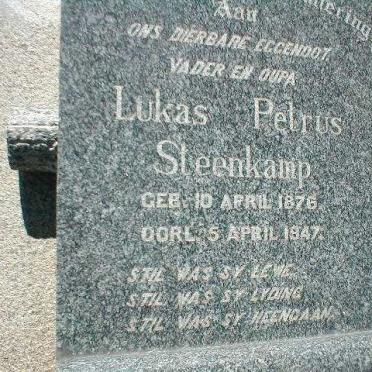 Aan
ONS DIERBARE ECGENOOT.
VADER EN OUPA
Lukas Petrus
Steenkamp
GEB. 10 APRIL 1876.
OORL. 5 APRIL 1947.
STIL WAS SY LEWE.
STIL WAS SY LYDING
STIL WAS SY HEENGAAN.